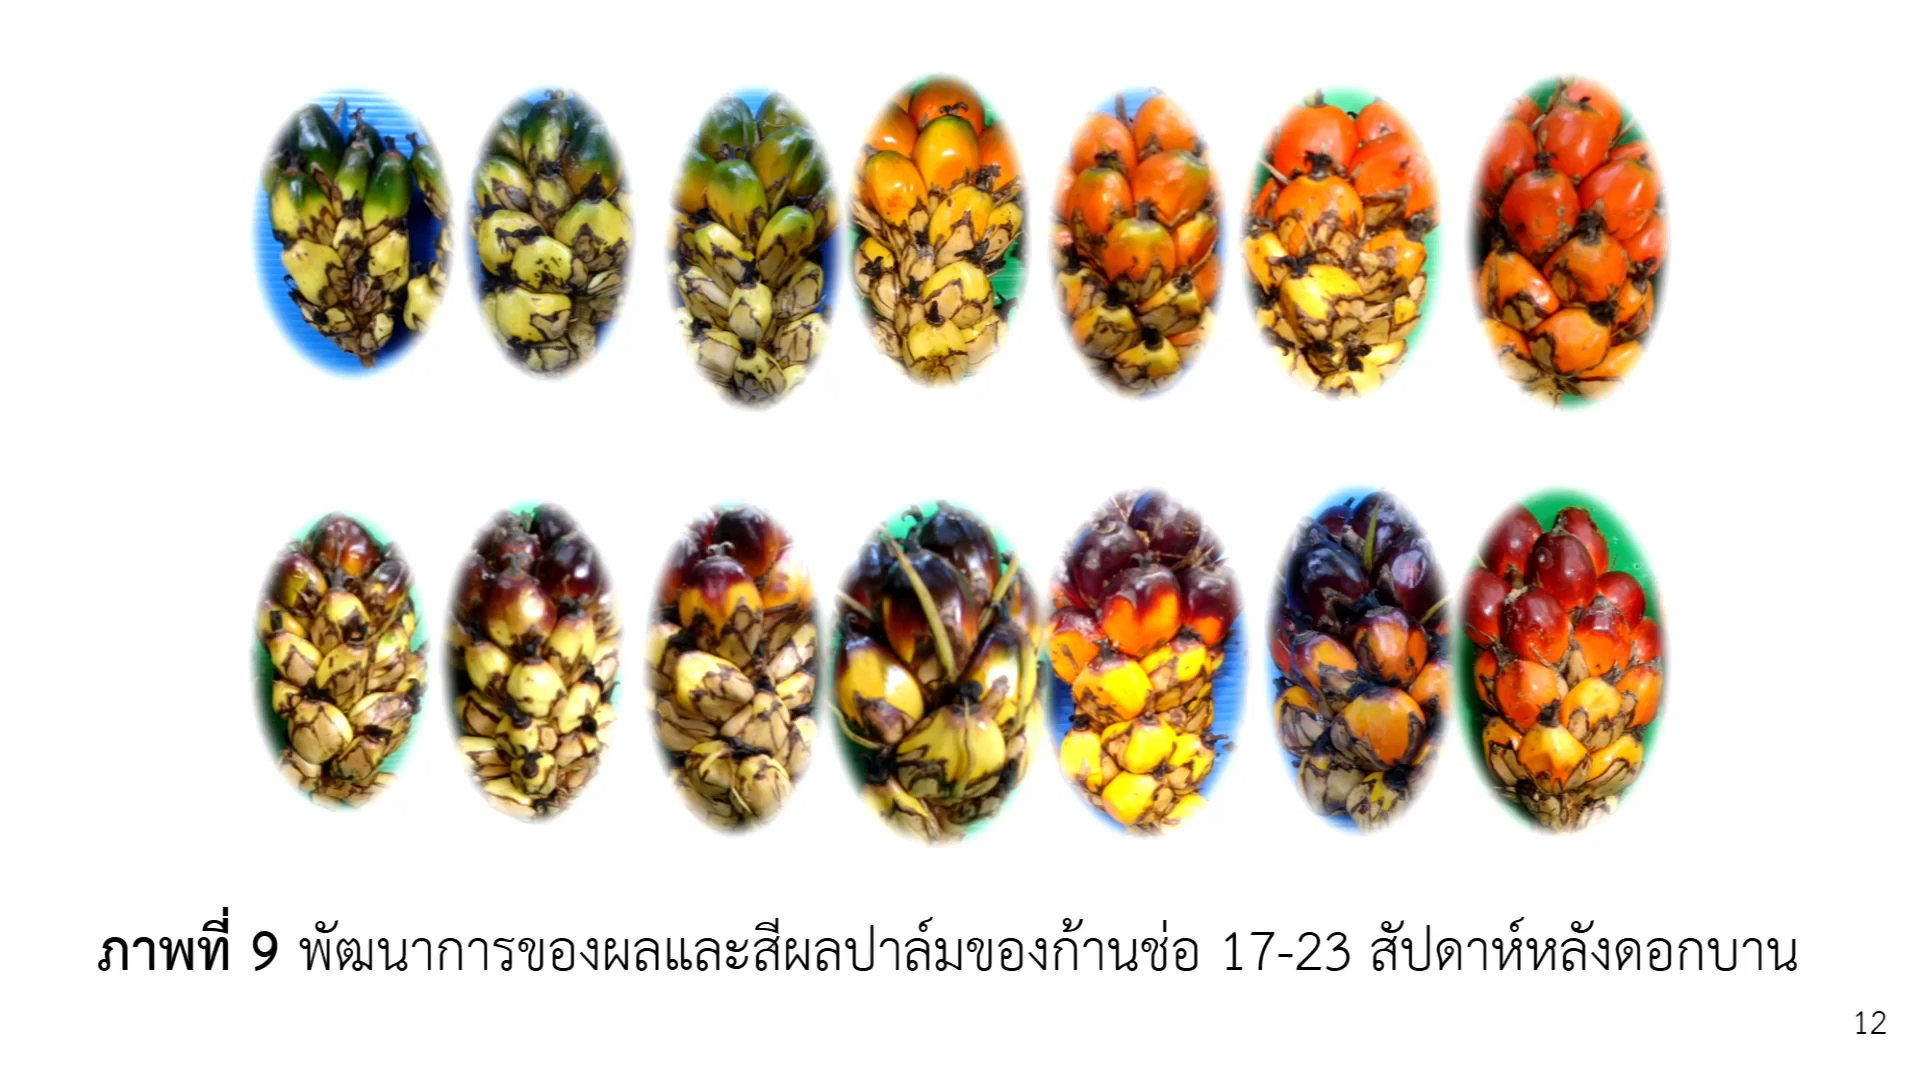 ภาพที่ 9 พัฒนาการของผลและสีผลปาล์มของก้านช่อ 17-23 สัปดาห์หลังดอกบาน
12